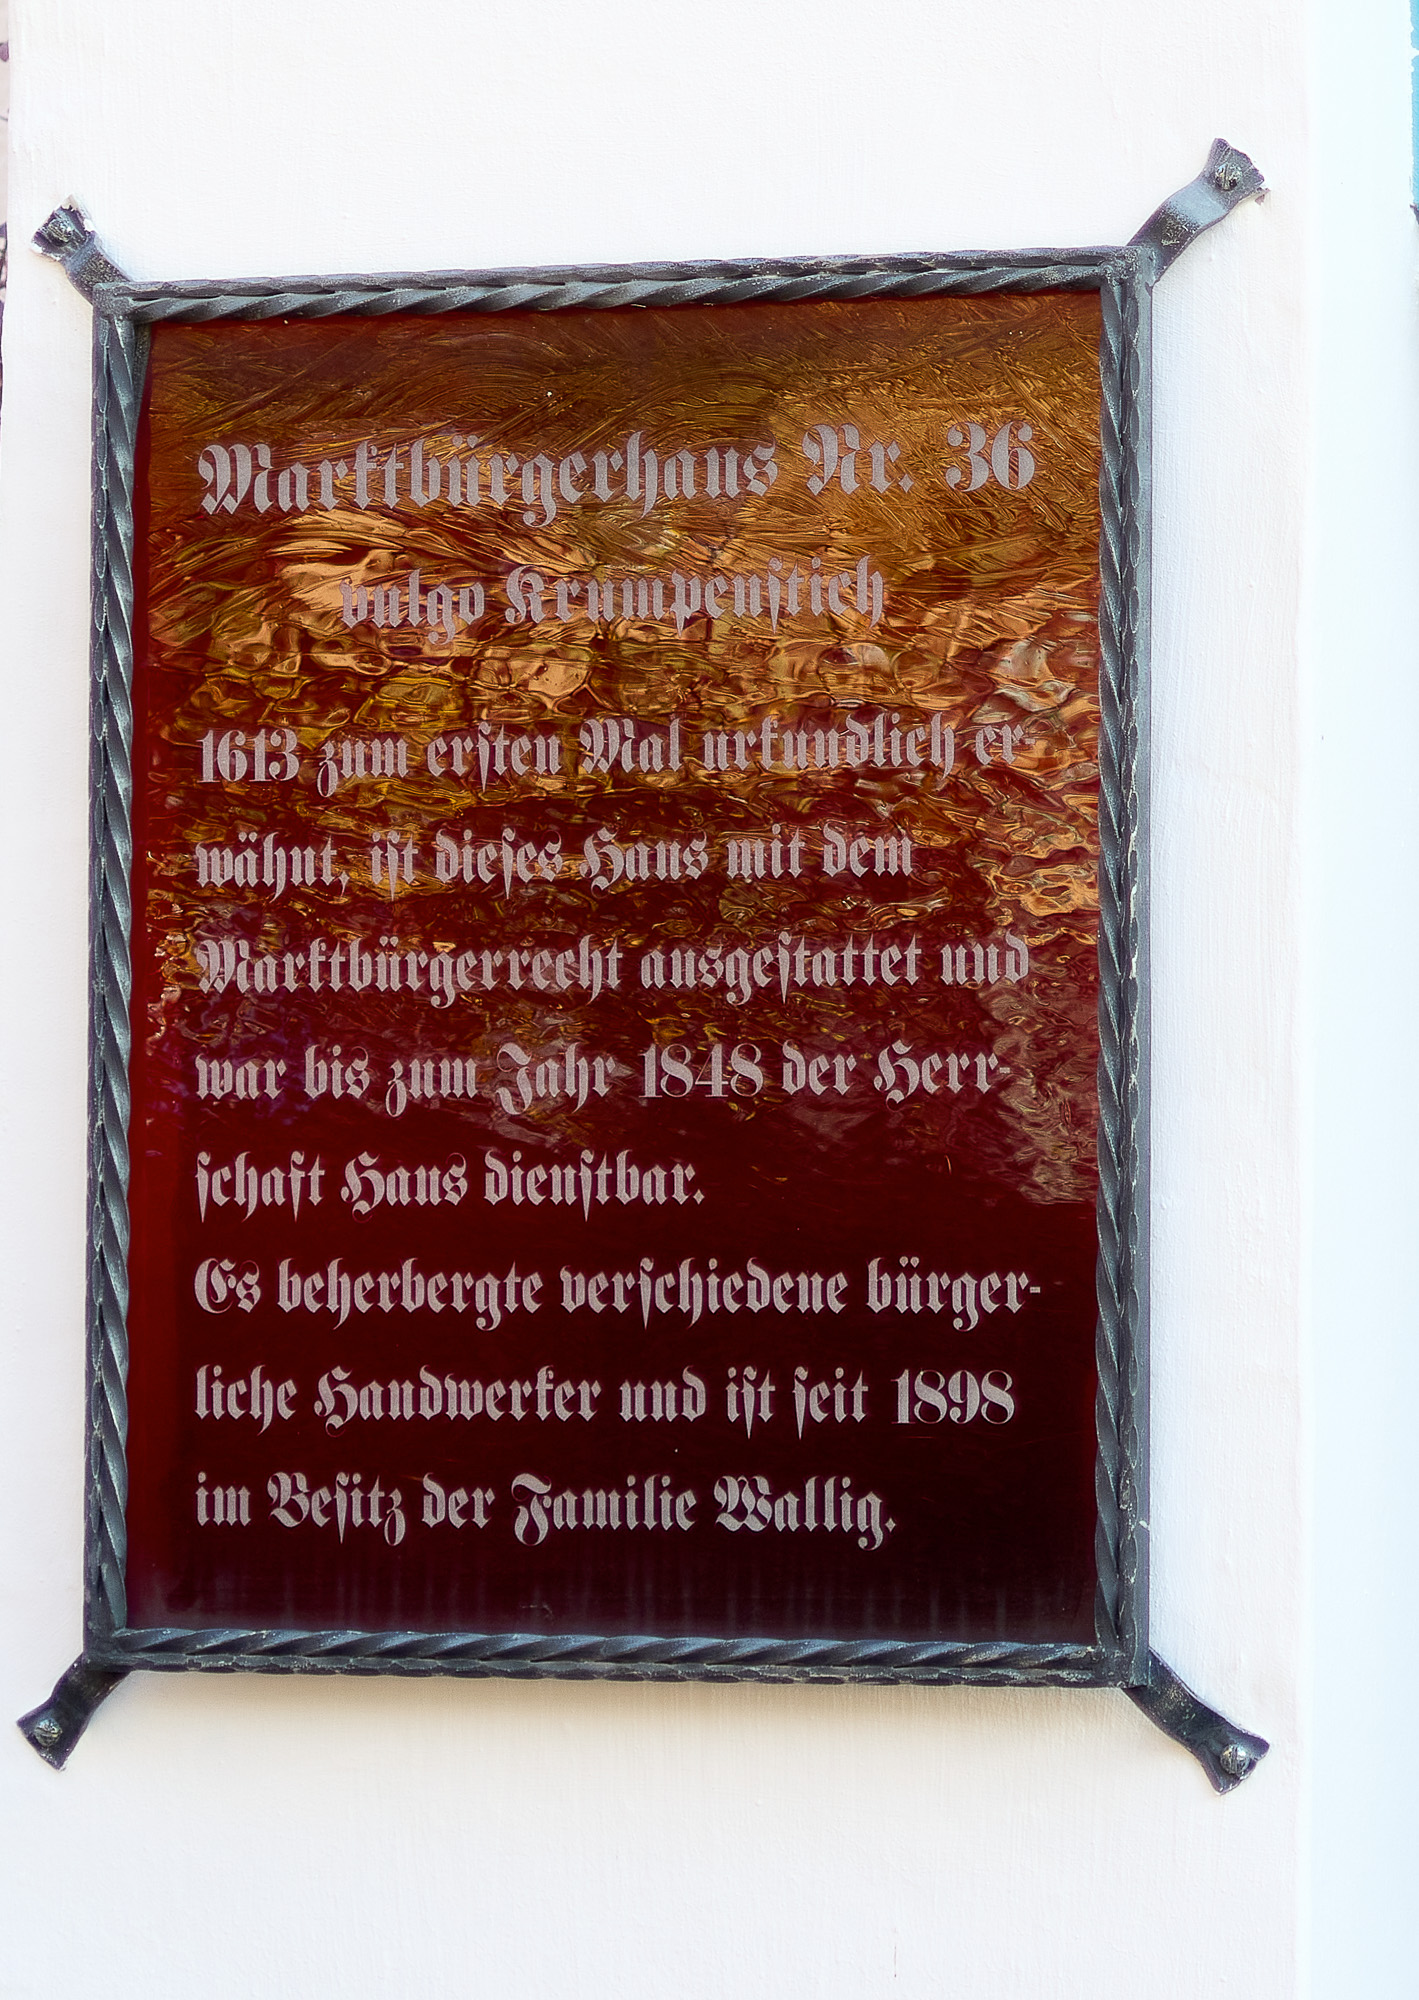 Marktbürgerhaus Nr. 36
vulgo Krumpenstich
1613 zum ersten Mal urkundlich er-
wähnt, ist dieses Haus mit dem
Marktbürgerrecht ausgestattet und
war bis zum Jahr 1848 der Herr-
schaft Haus dienstbar.
Es beherbergte verschiedene bürger-
liche Handwerker und ist seit 1898
im Besitz der Familie Wallig.